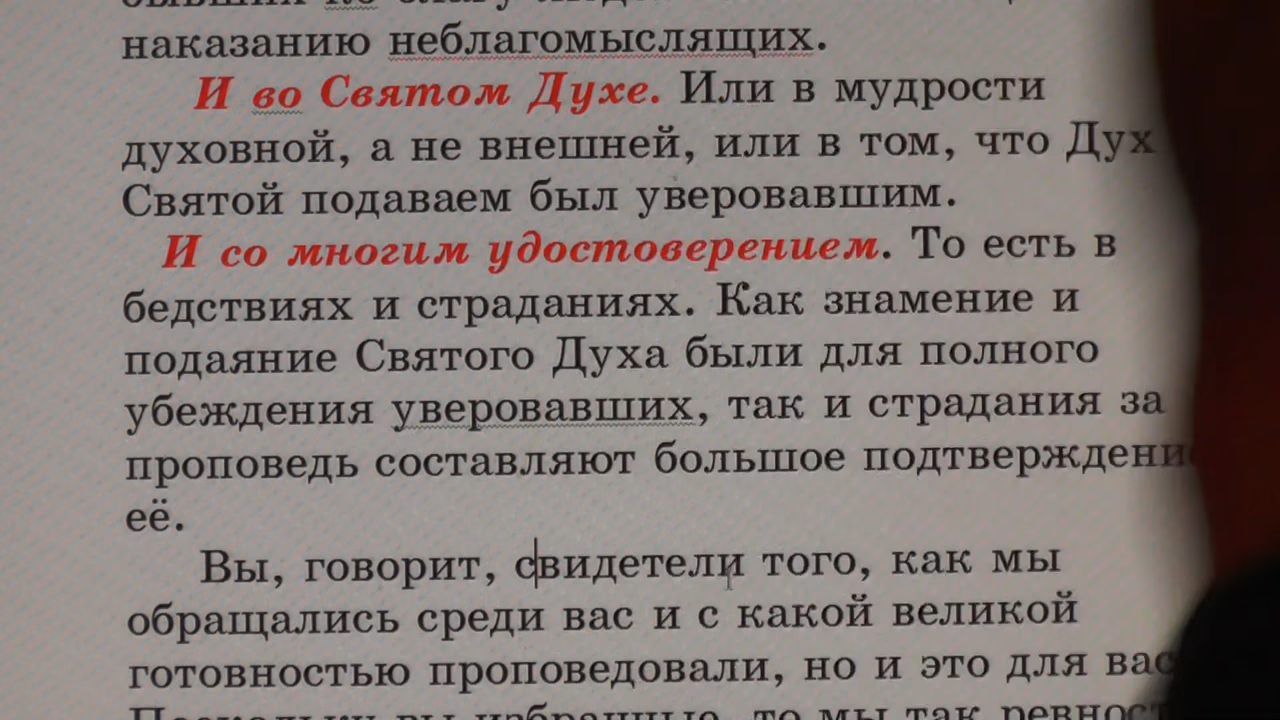 наказанию неблагомыслящих.
И во Святом Духе. Или в мудрости
духовной, а не внешней, или в том, что Дух
Святой подаваем был уверовавшим.
И со многим удостоверением. То есть в
бедствиях и страданиях. Как знамение и
подаяние Святого Духа были для полного
убеждения уверовавших, так и страдания за
проповедь составляют большое
её.
Вы, говорит, свидетели того, как мы
обращались среди вас и с какой великой
готовностью проповедовали, но и это для вас